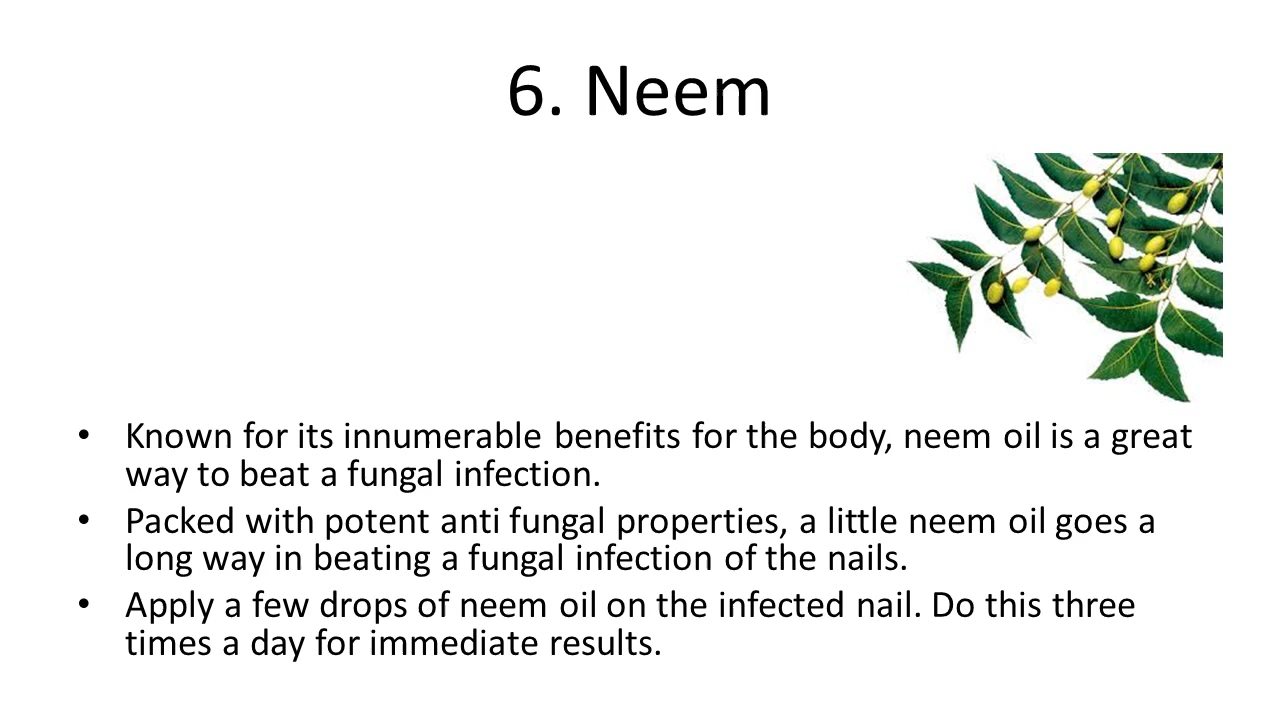 6. Neem
• Known for its innumerable benefits for the body, neem oil is a great
way to beat a fungal infection.
• Packed with potent anti fungal properties, a little neem oil goes a
long way in beating a fungal infection of the nails.
• Apply a few drops of neem oil on the infected nail. Do this three
times a day for immediate results.